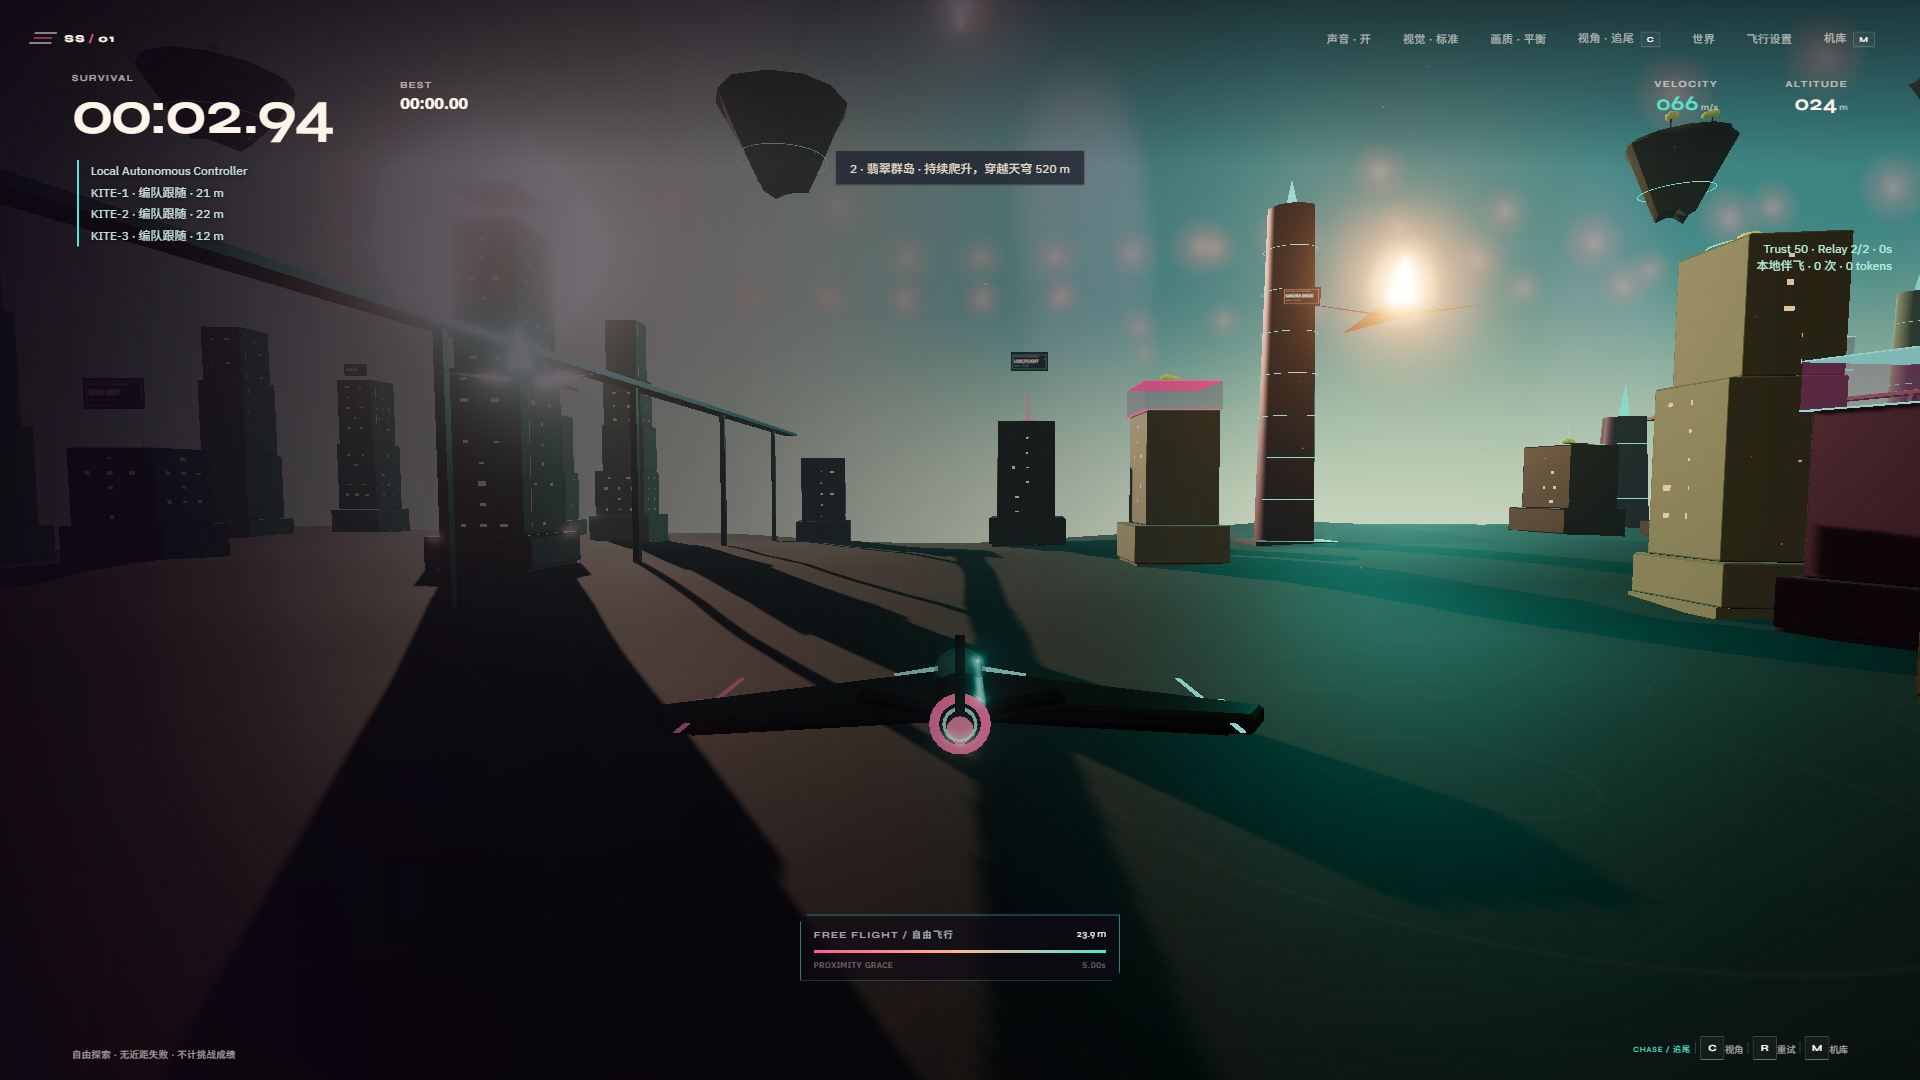 SS / 01
声音 · 开
视觉 · 标准
画质 · 平衡
视角 · 追尾 C
世界
飞行设置
机库 M
SURVIVAL
00:02.94
BEST
00:00.00
VELOCITY
066 m/s
ALTITUDE
024 m
Local Autonomous Controller
KITE-1 · 编队跟随 · 21 m
KITE-2 · 编队跟随 · 22 m
KITE-3 · 编队跟随 · 12 m
2 · 翡翠群岛 · 持续爬升，穿越天穹 520 m
Trust 50 · Relay 2/2 · 0s
本地伴飞 · 0 次 · 0 tokens
FREE FLIGHT / 自由飞行
23.9 m
PROXIMITY GRACE
5.00s
自由探索 · 无近距失败 · 不计挑战成绩
CHASE / 追尾
C 视角
R 重试
M 机库